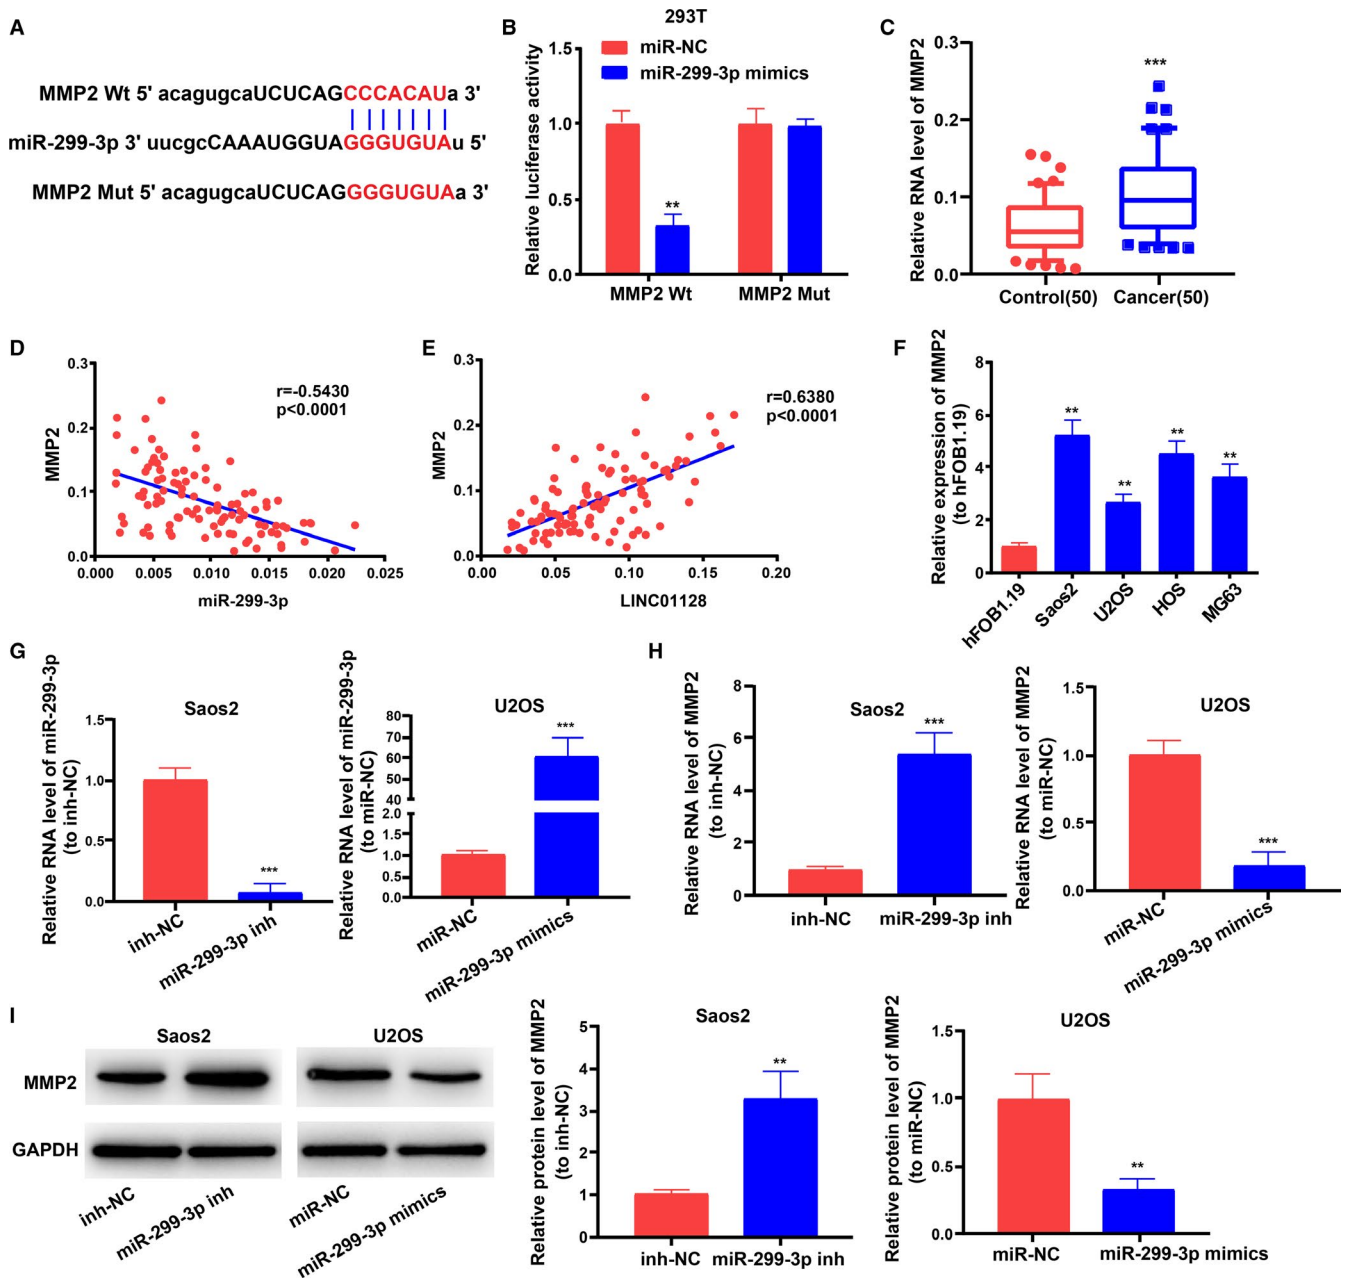 A
MMP2 Wt 5' acagugcaUCUCAGCCCACAUa 3'
miR-299-3p 3' uucgcCAAAUGGUAGGGUGUAu 5'
MMP2 Mut 5' acagugcaUCUCAGGGGUGUAa 3'
B
293T
miR-NC
miR-299-3p mimics
Relative luciferase activity
1.5
1.0
0.5
0.0
**
MMP2 Wt
MMP2 Mut
C
Relative RNA level of MMP2
0.3
0.2
0.1
0.0
***
Control(50)
Cancer(50)
D
MMP2
0.3
0.2
0.1
0.0
r=-0.5430
p<0.0001
0.000
0.005
0.010
0.015
0.020
0.025
miR-299-3p
E
MMP2
0.3
0.2
0.1
0.0
r=0.6380
p<0.0001
0.00
0.05
0.10
0.15
0.20
LINC01128
F
Relative expression of MMP2
(to hFOB1.19)
8
6
4
2
0
**
**
**
**
hFOB1.19
Saos2
U2OS
HOS
MG63
G
Relative RNA level of miR-299-3p
(to inh-NC)
Saos2
1.5
1.0
0.5
0.0
***
inh-NC
miR-299-3p inh
Relative RNA level of miR-299-3p
(to miR-NC)
U2OS
80
70
60
50
40
2.0
1.5
1.0
0.5
0.0
***
miR-NC
miR-299-3p mimics
H
Relative RNA level of MMP2
(to inh-NC)
Saos2
8
6
4
2
0
***
inh-NC
miR-299-3p inh
Relative RNA level of MMP2
(to miR-NC)
U2OS
1.5
1.0
0.5
0.0
***
miR-NC
miR-299-3p mimics
I
Saos2
U2OS
MMP2
GAPDH
inh-NC
miR-299-3p inh
miR-NC
miR-299-3p mimics
Relative protein level of MMP2
(to inh-NC)
Saos2
5
4
3
2
1
0
**
inh-NC
miR-299-3p inh
Relative protein level of MMP2
(to miR-NC)
U2OS
1.5
1.0
0.5
0.0
**
miR-NC
miR-299-3p mimics